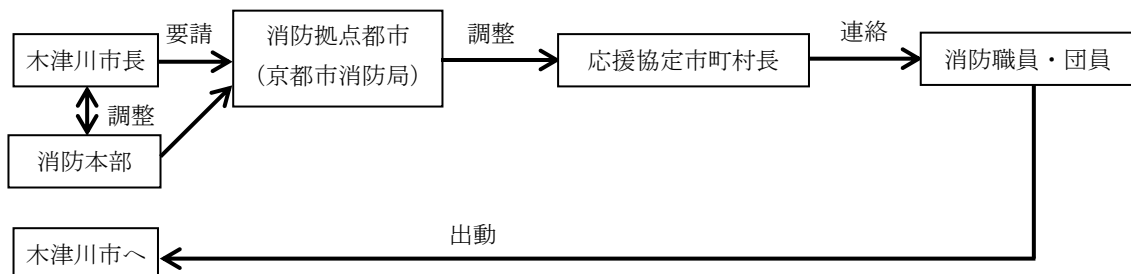 木津川市長
要請
消防拠点都市
(京都市消防局)
調整
応援協定市町村長
連絡
消防職員・団員
調整
消防本部
木津川市へ
出動